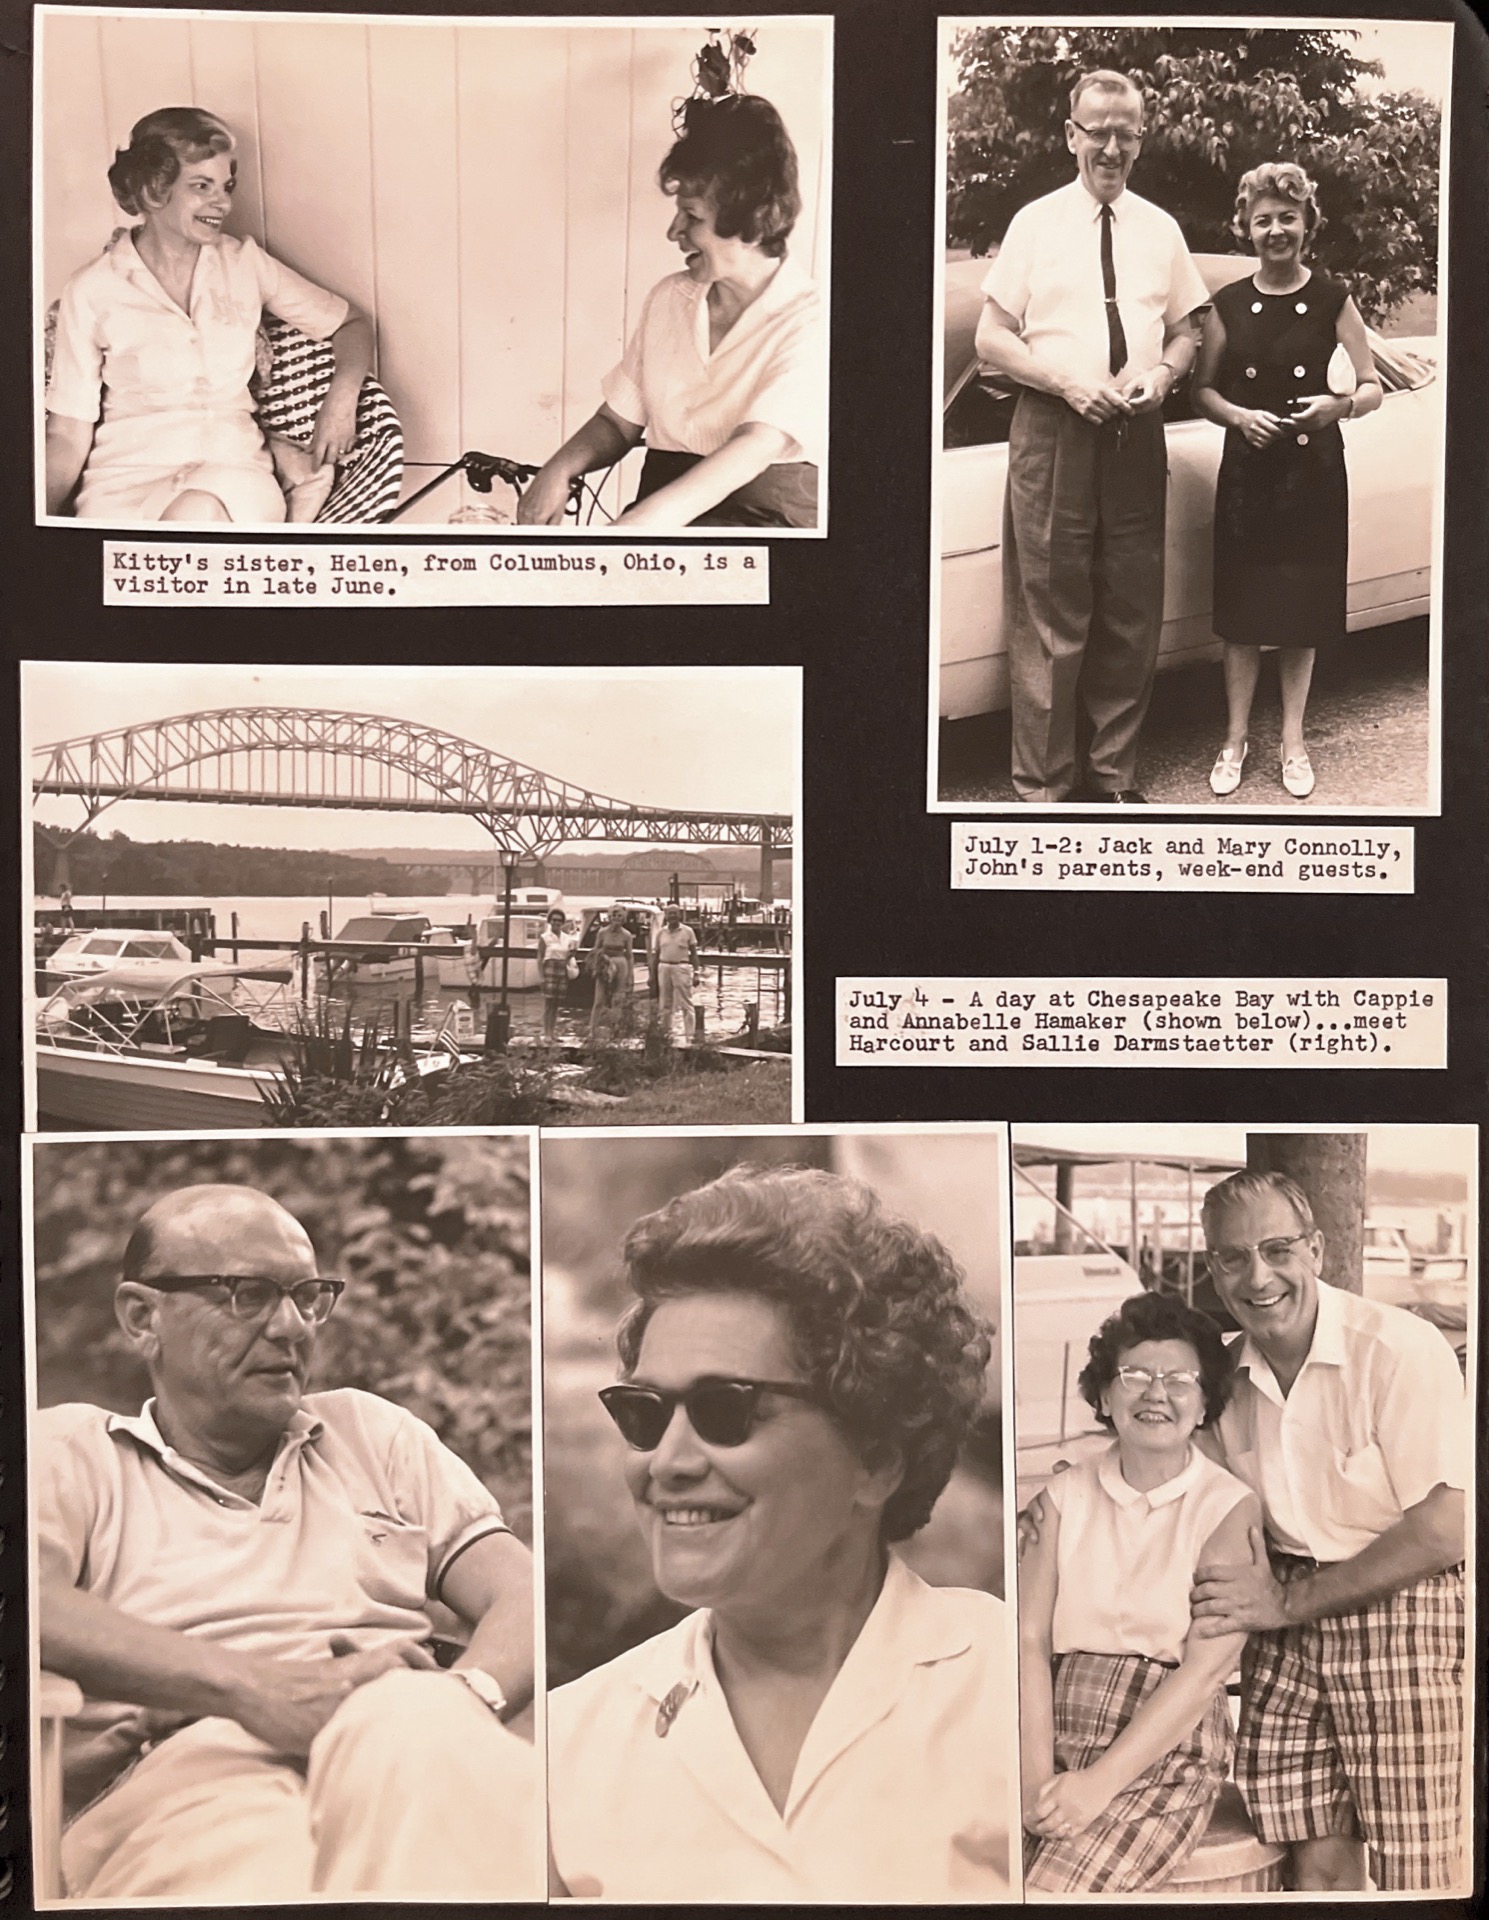 Kitty's sister, Helen, from Columbus, Ohio, is a
visitor in late June.
July 1-2: Jack and Mary Connolly,
John's parents, week-end guests.
July 4 - A day at Chesapeake Bay with Cappie
and Annabelle Hamaker (shown below)...meet
Harcourt and Sallie Darmstaetter (right).